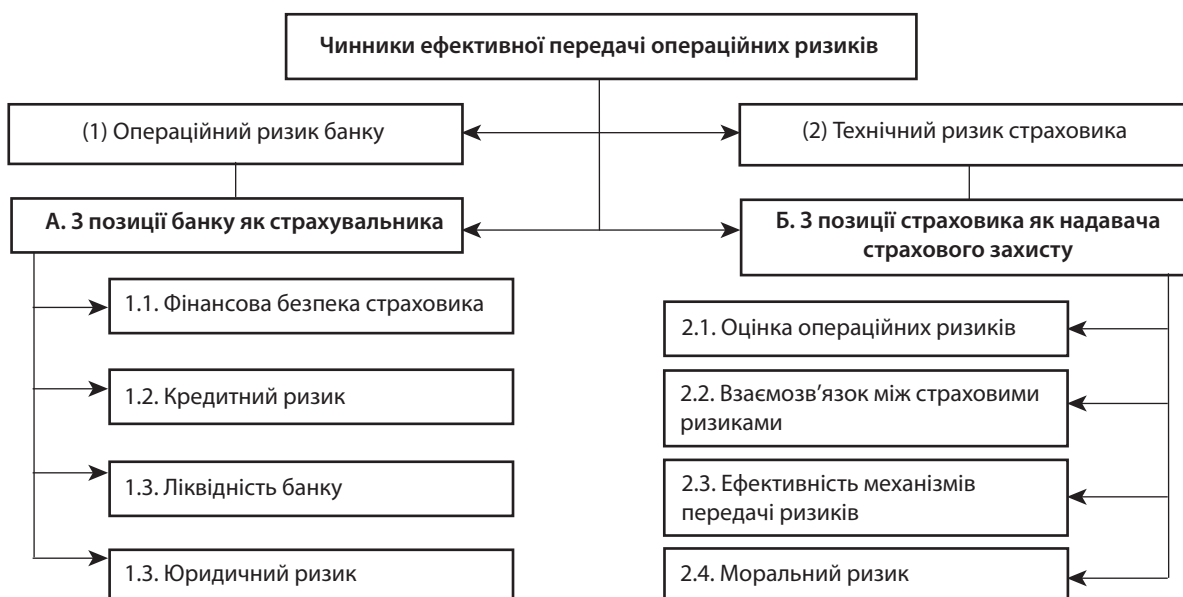 Чинники ефективної передачі операційних ризиків
(1) Операційний ризик банку
(2) Технічний ризик страховика
А. З позиції банку як страхувальника
Б. З позиції страховика як надавача
страхового захисту
1.1. Фінансова безпека страховика
1.2. Кредитний ризик
1.3. Ліквідність банку
1.3. Юридичний ризик
2.1. Оцінка операційних ризиків
2.2. Взаємозв'язок між страховими
ризиками
2.3. Ефективність механізмів
передачі ризиків
2.4. Моральний ризик